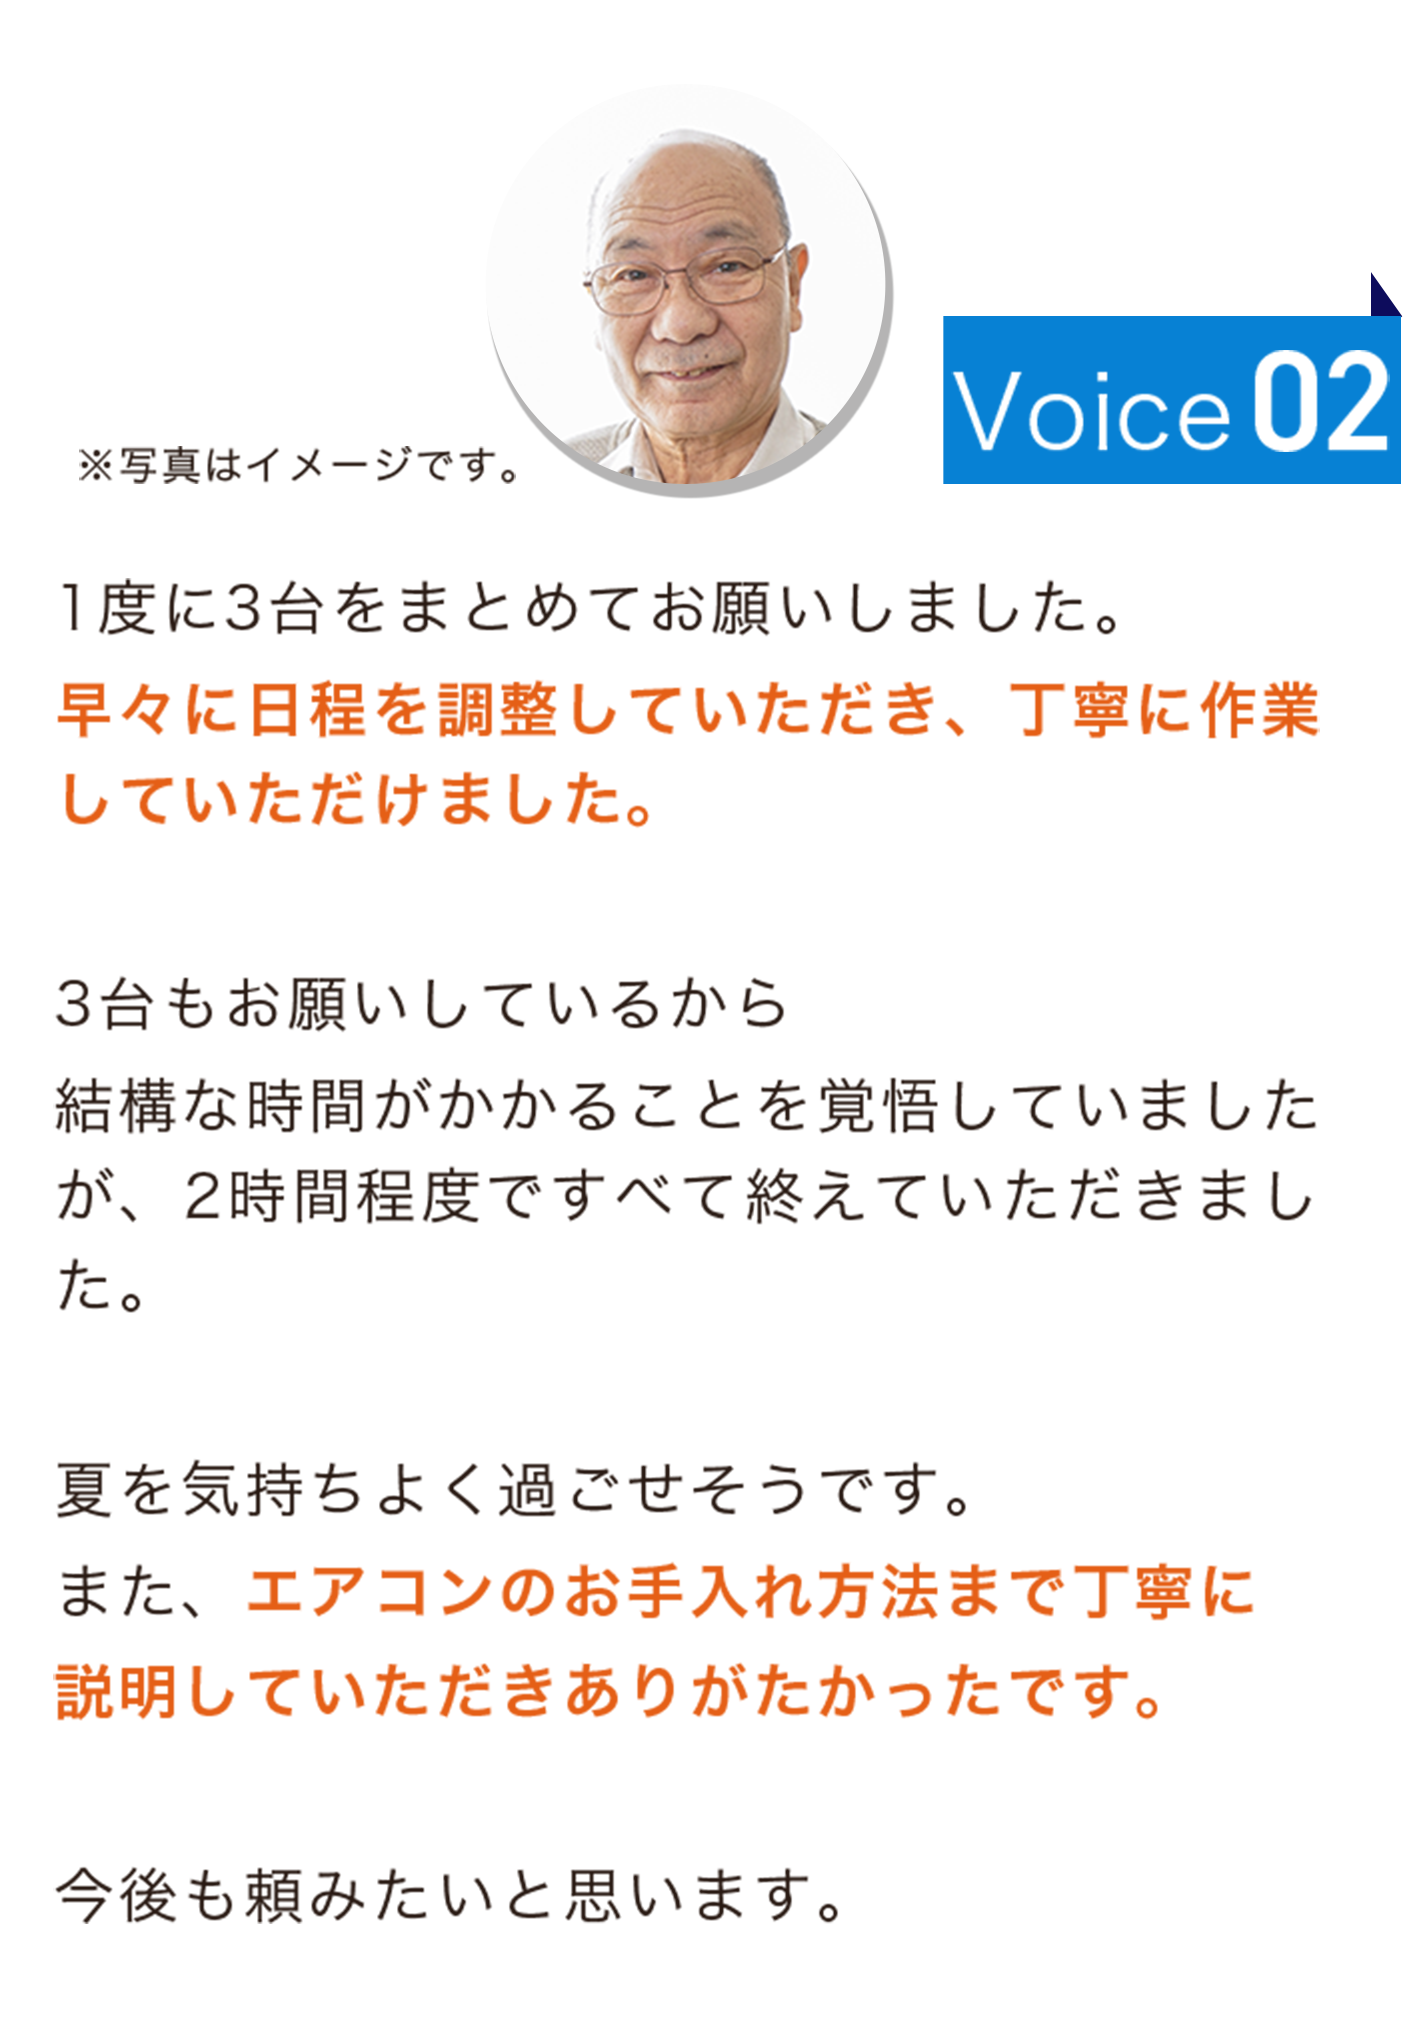 ※写真はイメージです。
Voice 02
1度に3台をまとめてお願いしました。
早々に日程を調整していただき、丁寧に作業
していただけました。
3台もお願いしているから
結構な時間がかかることを覚悟していました
が、2時間程度ですべて終えていただきまし
た。
夏を気持ちよく過ごせそうです。
また、エアコンのお手入れ方法まで丁寧に
説明していただきありがたかったです。
今後も頼みたいと思います。